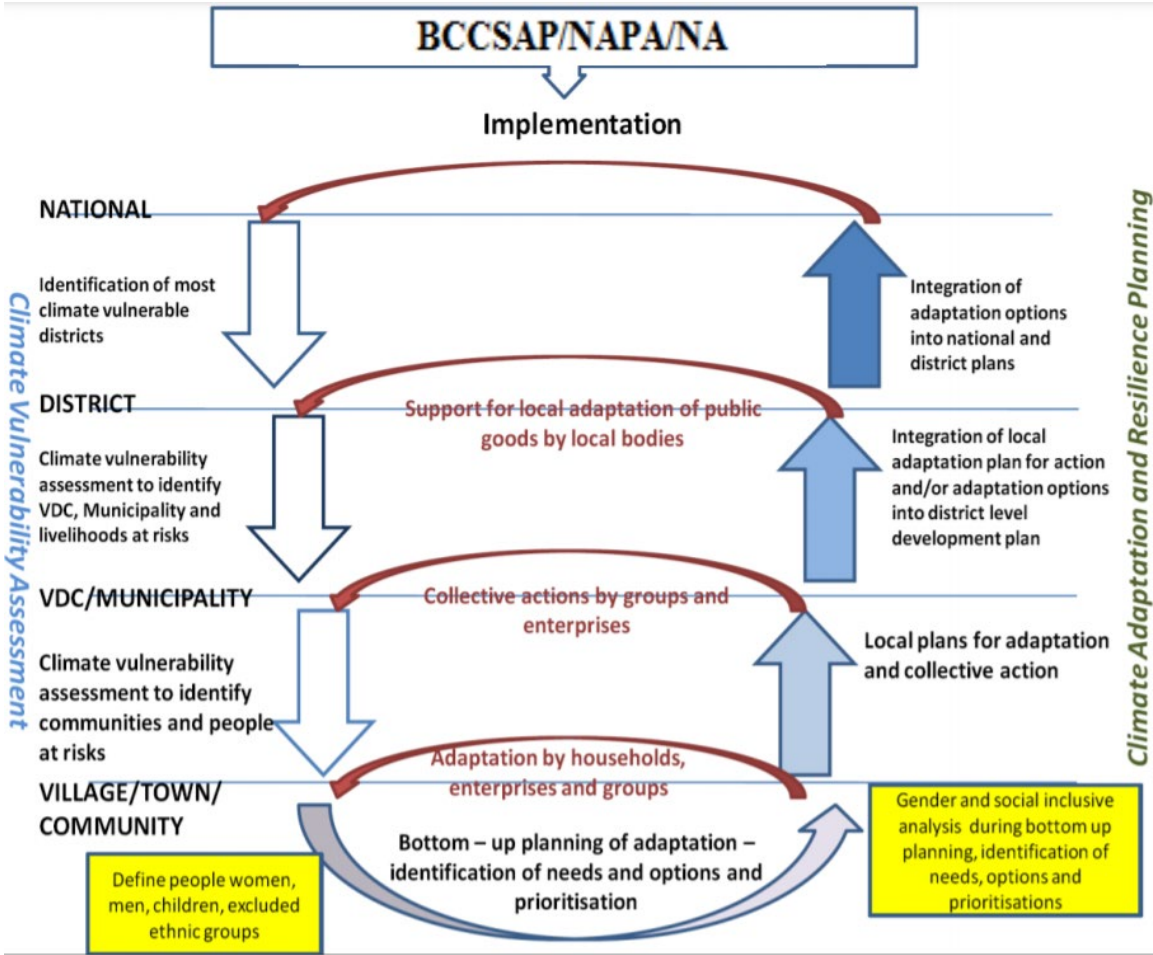 BCCSAP/NAPA/NA
Implementation
NATIONAL
Identification of most
climate vulnerable
districts
Integration of
adaptation options
into national and
district plans
DISTRICT
Support for local adaptation of public
goods by local bodies
Climate vulnerability
assessment to identify
VDC, Municipality and
livelihoods at risks
Integration of local
adaptation plan for action
and/or adaptation options
into district level
development plan
VDC/MUNICIPALITY
Collective actions by groups and
enterprises
Climate vulnerability
assessment to identify
communities and people
at risks
Local plans for adaptation
and collective action
Adaptation by households,
enterprises and groups
VILLAGE/TOWN/
COMMUNITY
Bottom – up planning of adaptation –
identification of needs and options and
prioritisation
Define people women,
men, children, excluded
ethnic groups
Gender and social inclusive
analysis during bottom up
planning, identification of
needs, options and
prioritisations
Climate Vulnerability Assessment
Climate Adaptation and Resilience Planning